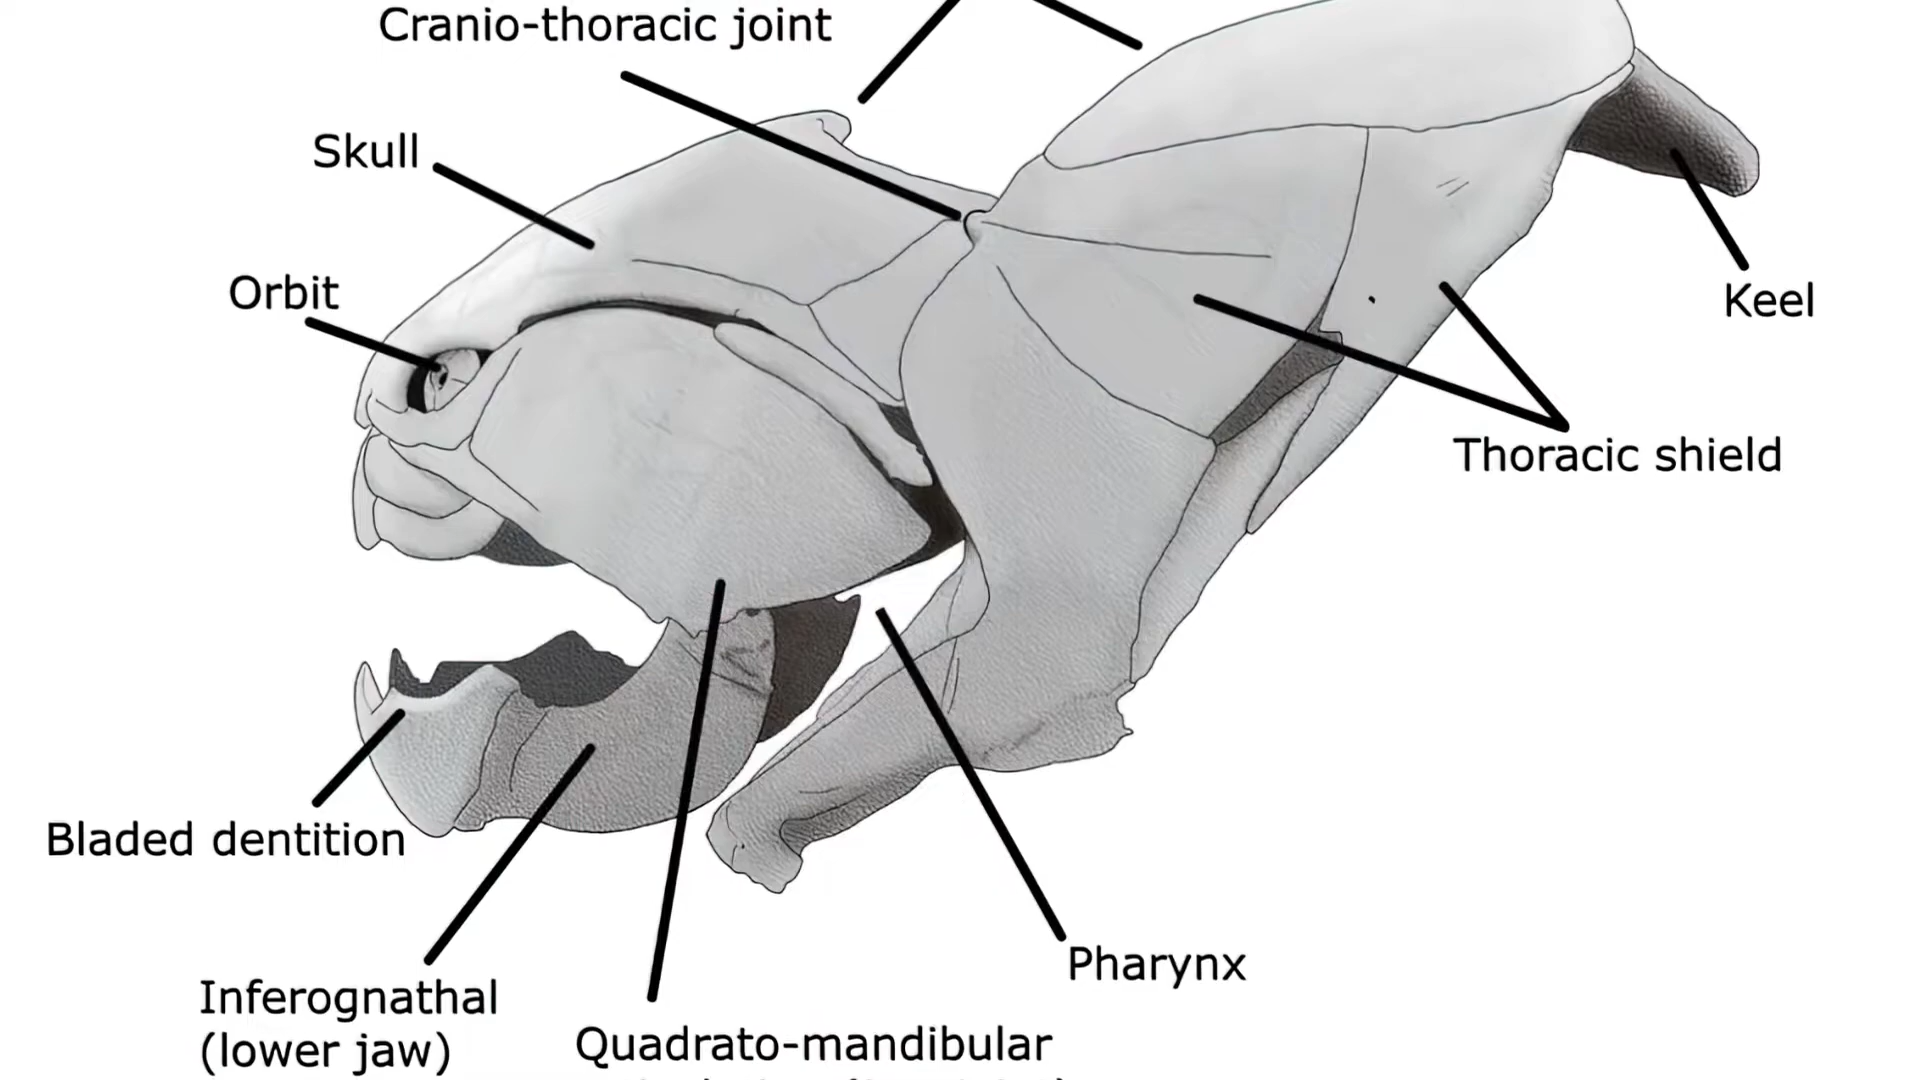 Cranio-thoracic joint
Skull
Orbit
Keel
Thoracic shield
Bladed dentition
Pharynx
Inferognathal
(lower jaw)
Quadrato-mandibular